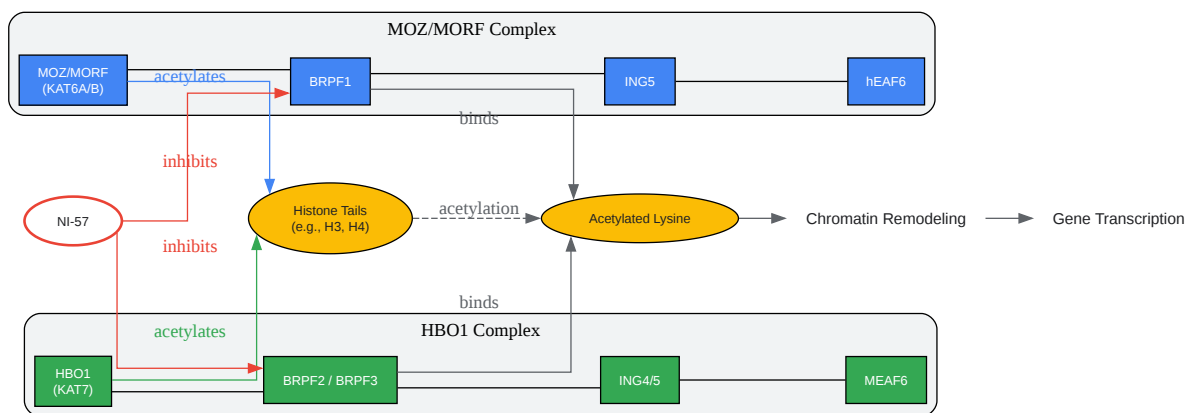 MOZ/MORF Complex
MOZ/MORF
(KAT6A/B)
acetylates
BRPF1
ING5
hEAF6
binds
inhibits
NI-57
Histone Tails
(e.g., H3, H4)
acetylation
Acetylated Lysine
Chromatin Remodeling
Gene Transcription
inhibits
binds
acetylates
HBO1 Complex
HBO1
(KAT7)
BRPF2 / BRPF3
ING4/5
MEAF6